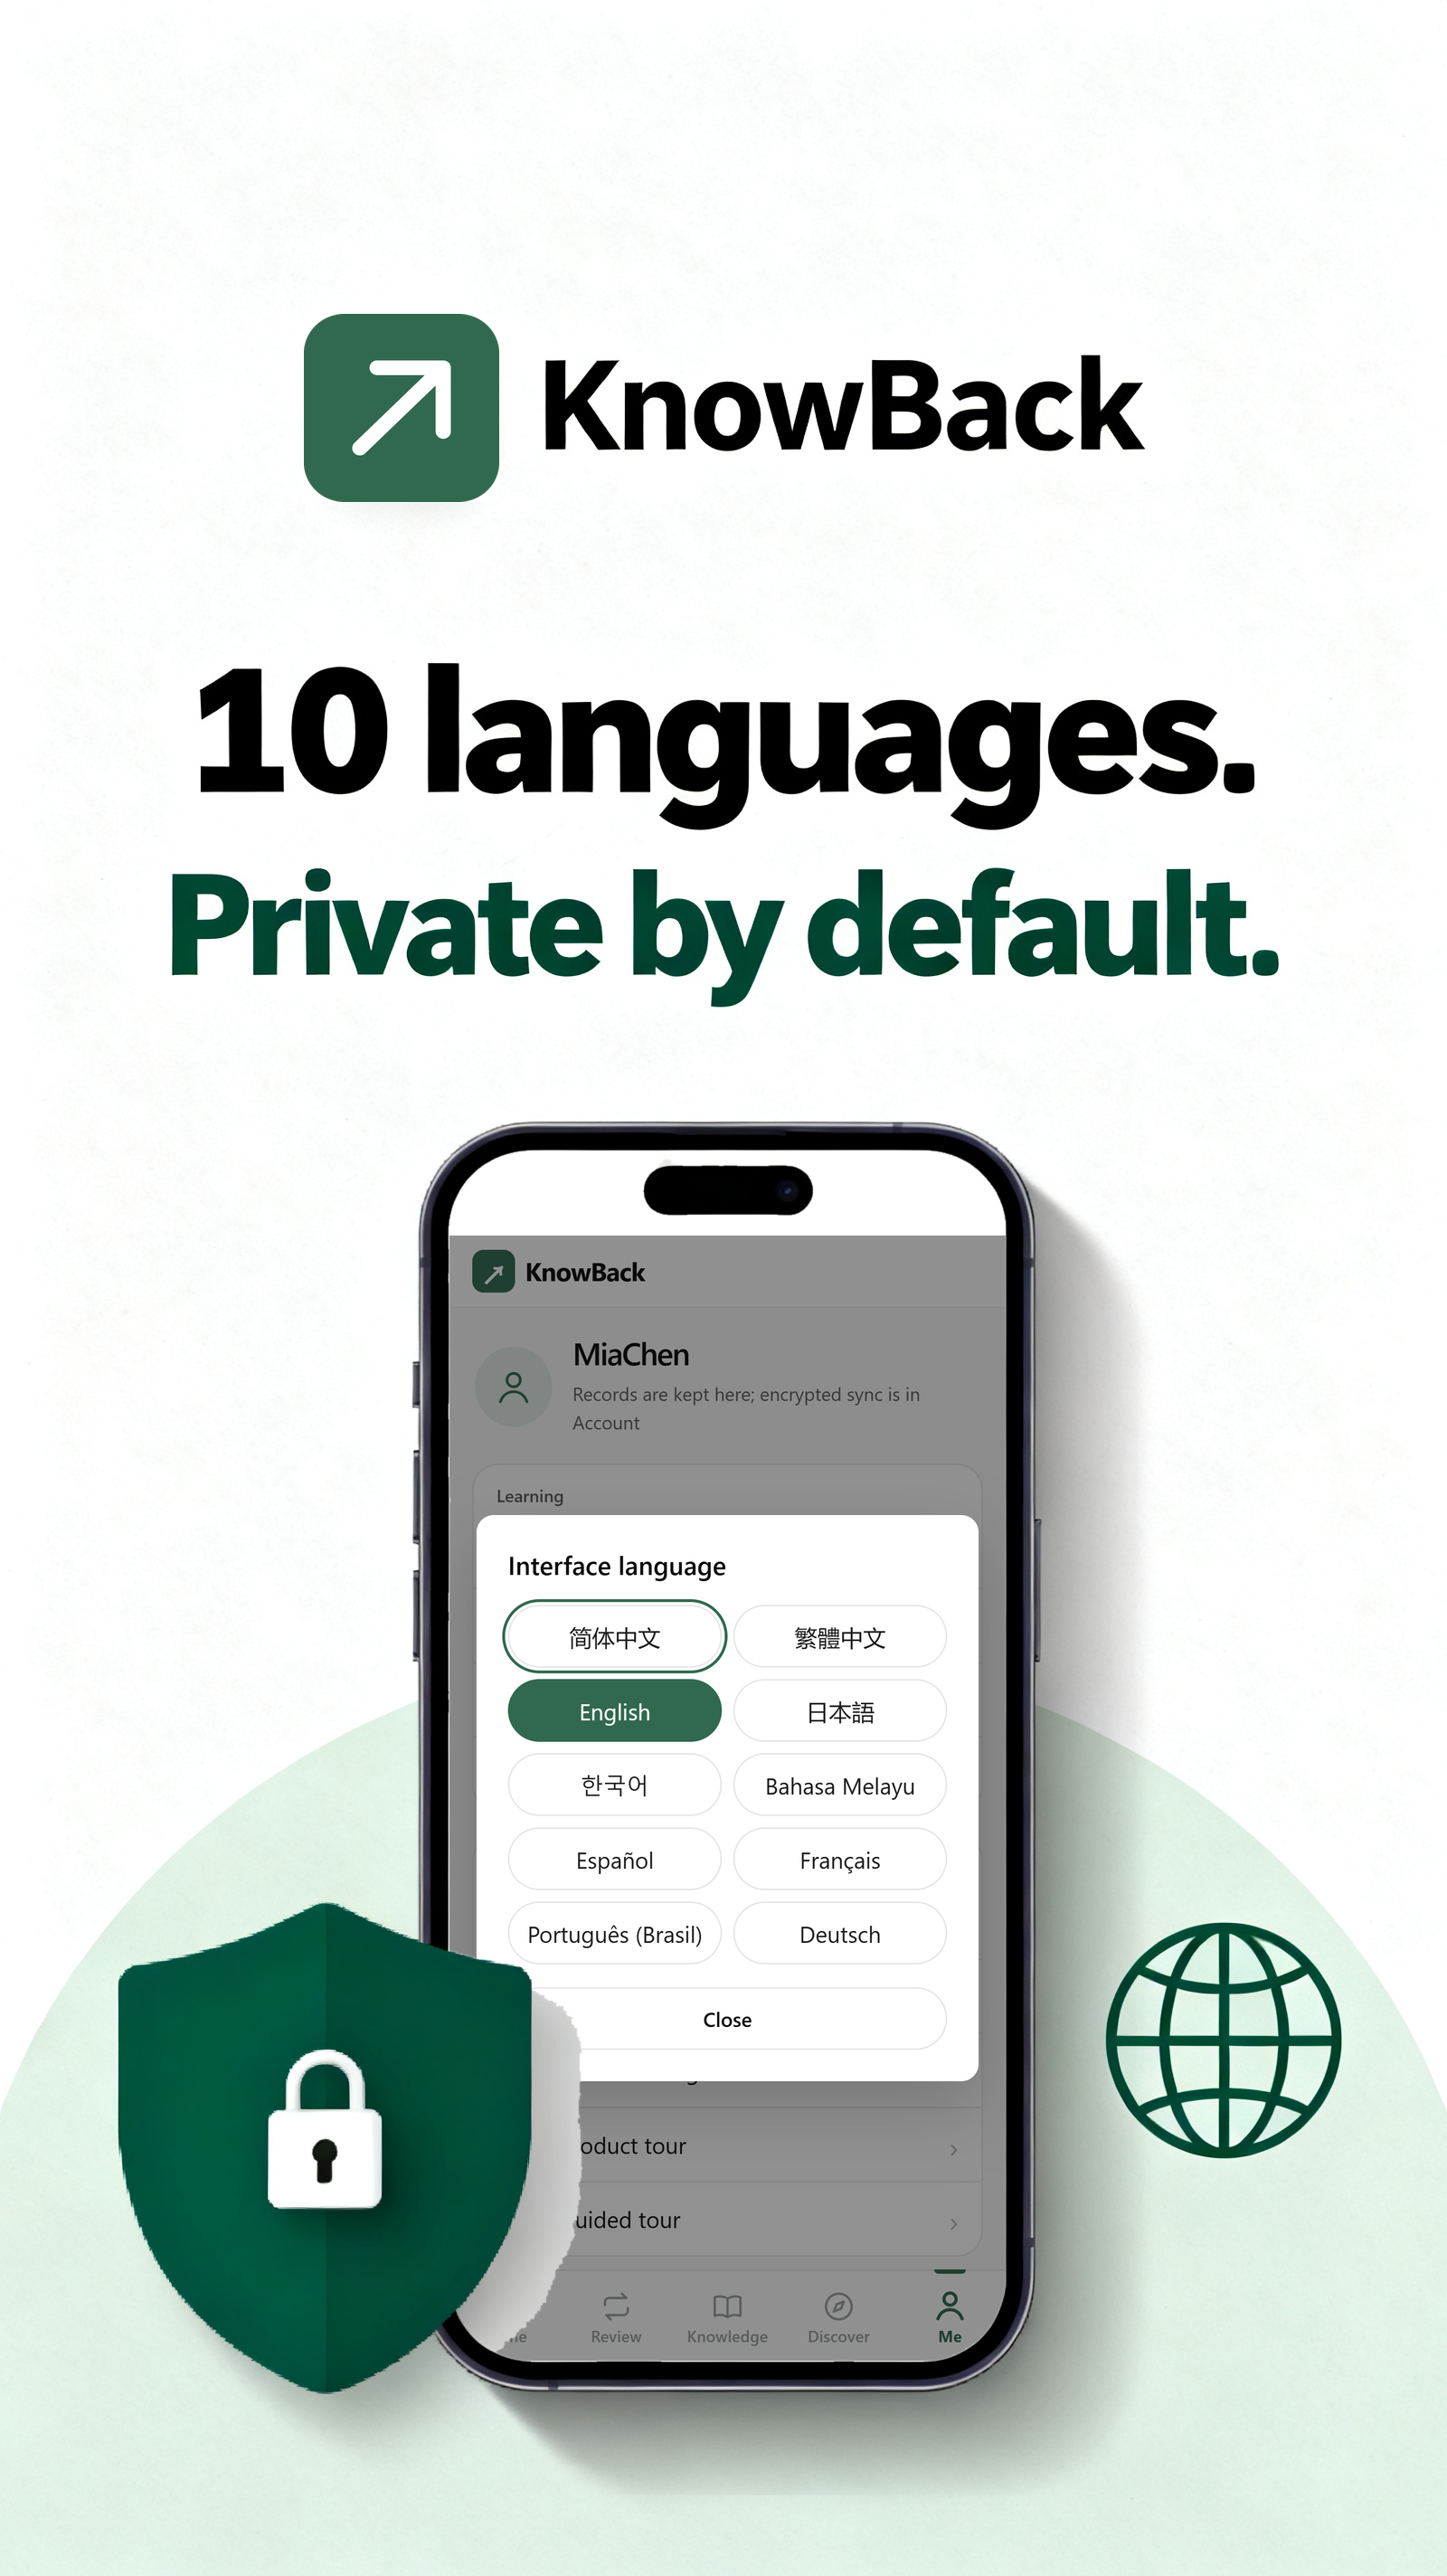 KnowBack
10 languages.
Private by default.
KnowBack
MiaChen
Records are kept here; encrypted sync is in
Account
Learning
Interface language
简体中文
繁體中文
English
日本語
한국어
Bahasa Melayu
Español
Français
Português (Brasil)
Deutsch
Close
tour
tour
Review
Knowledge
Discover
Me